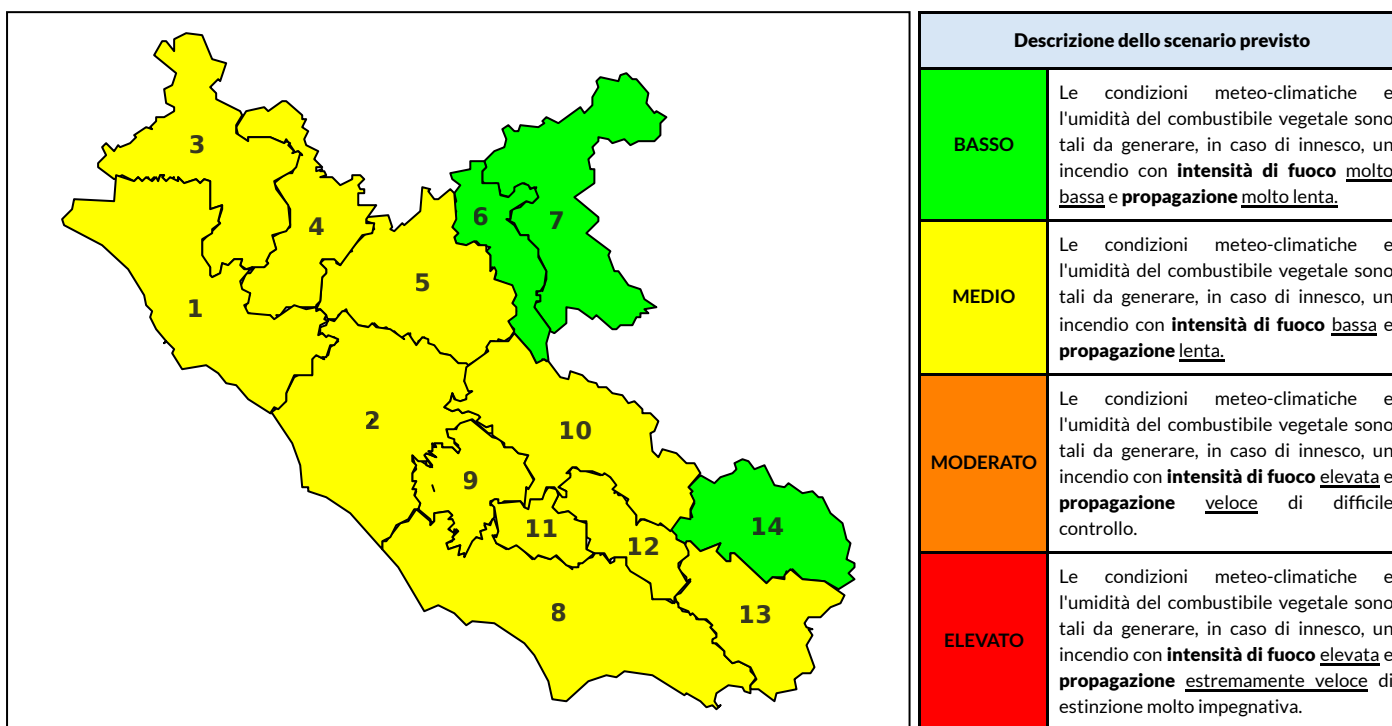 3
4
6
7
5
1
2
10
9
11
12
14
8
13
Descrizione dello scenario previsto
BASSO
Le condizioni meteo-climatiche e
l'umidità del combustibile vegetale sono
tali da generare, in caso di innesco, un
incendio con intensità di fuoco molto
bassa e propagazione molto lenta.
MEDIO
Le condizioni meteo-climatiche e
l'umidità del combustibile vegetale sono
tali da generare, in caso di innesco, un
incendio con intensità di fuoco bassa e
propagazione lenta.
MODERATO
Le condizioni meteo-climatiche e
l'umidità del combustibile vegetale sono
tali da generare, in caso di innesco, un
incendio con intensità di fuoco elevata e
propagazione veloce di difficile
controllo.
ELEVATO
Le condizioni meteo-climatiche e
l'umidità del combustibile vegetale sono
tali da generare, in caso di innesco, un
incendio con intensità di fuoco elevata e
propagazione estremamente veloce di
estinzione molto impegnativa.